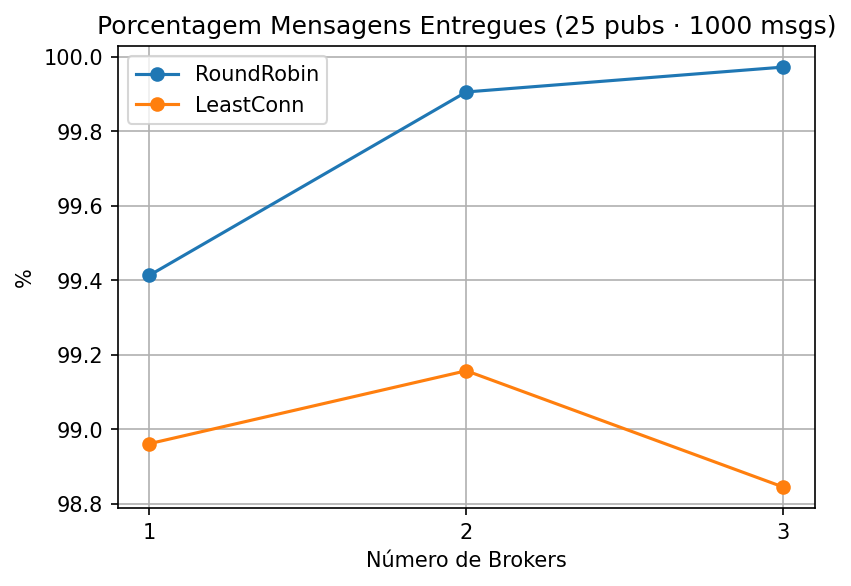 Porcentagem Mensagens Entregues (25 pubs · 1000 msgs)
RoundRobin
LeastConn
100.0
99.8
99.6
99.4
99.2
99.0
98.8
%
1
2
3
Número de Brokers